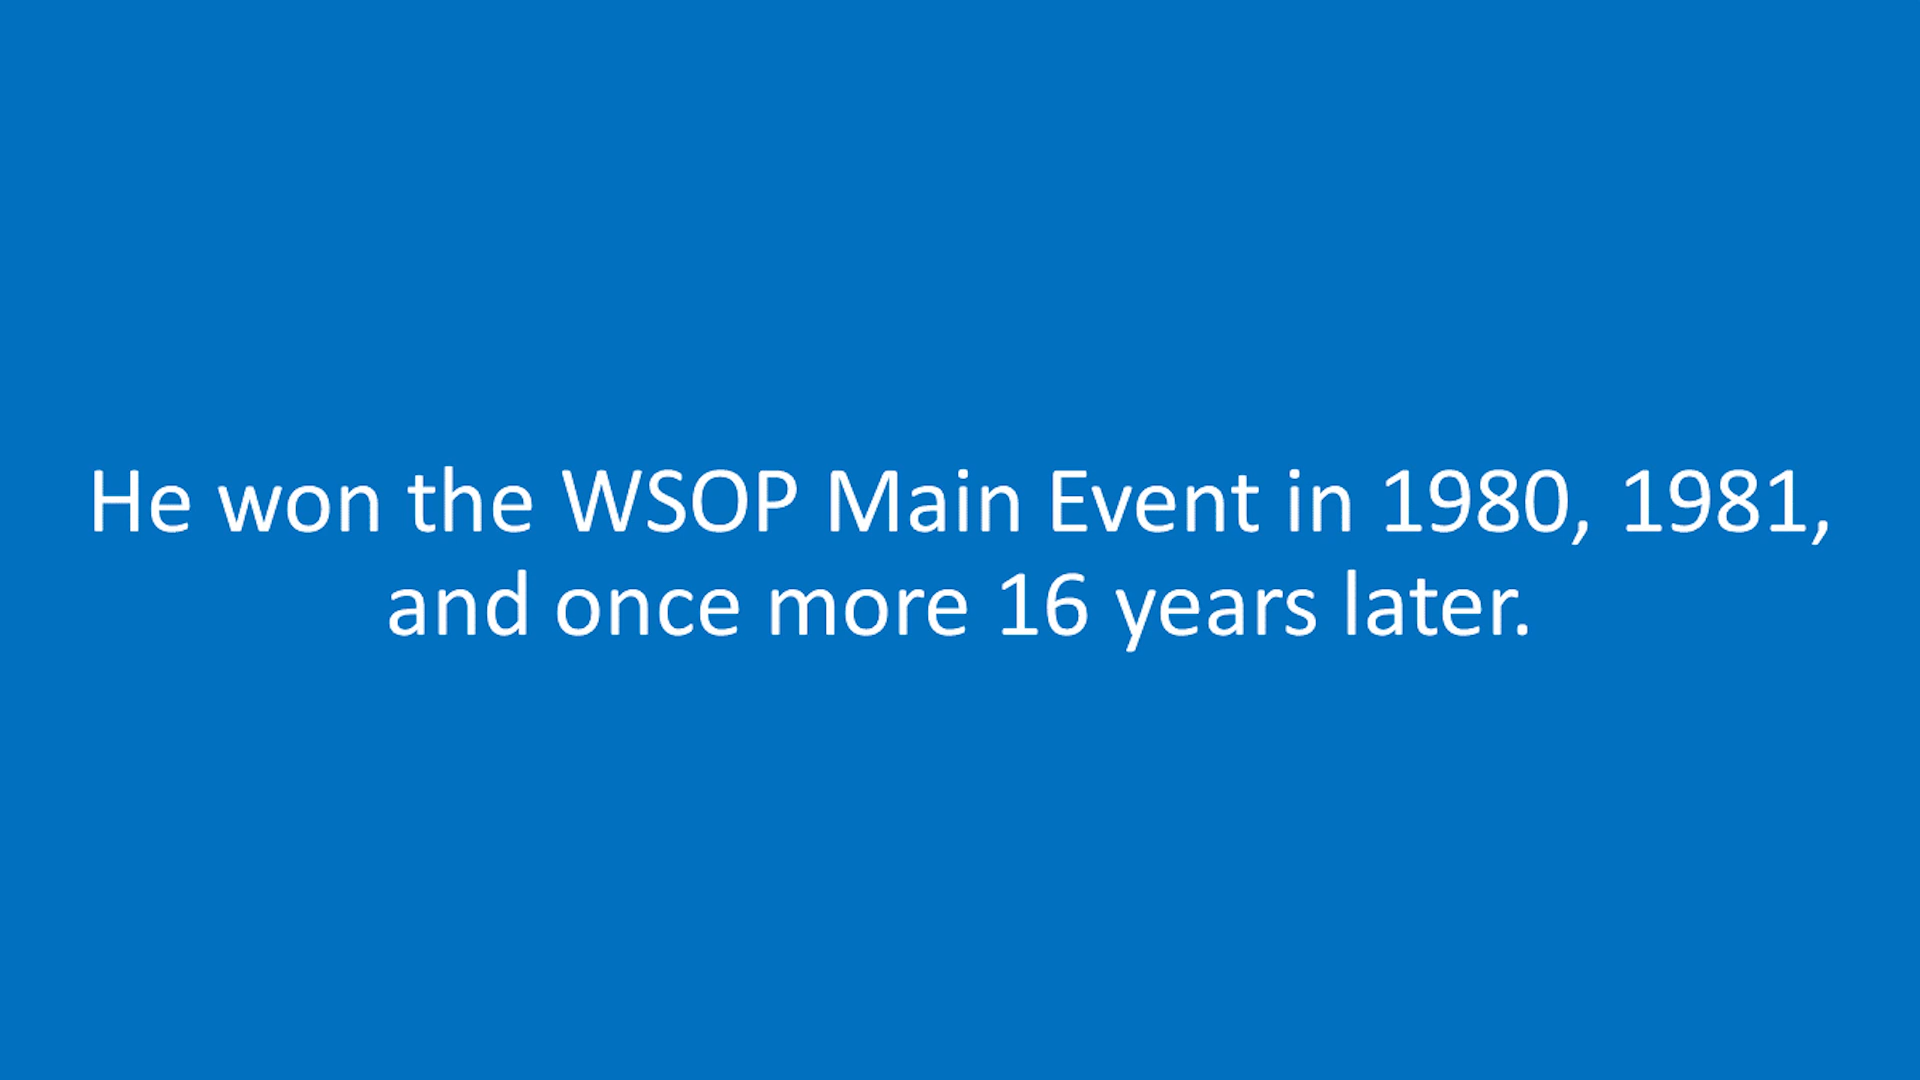 He won the WSOP Main Event in 1980, 1981,
and once more 16 years later.